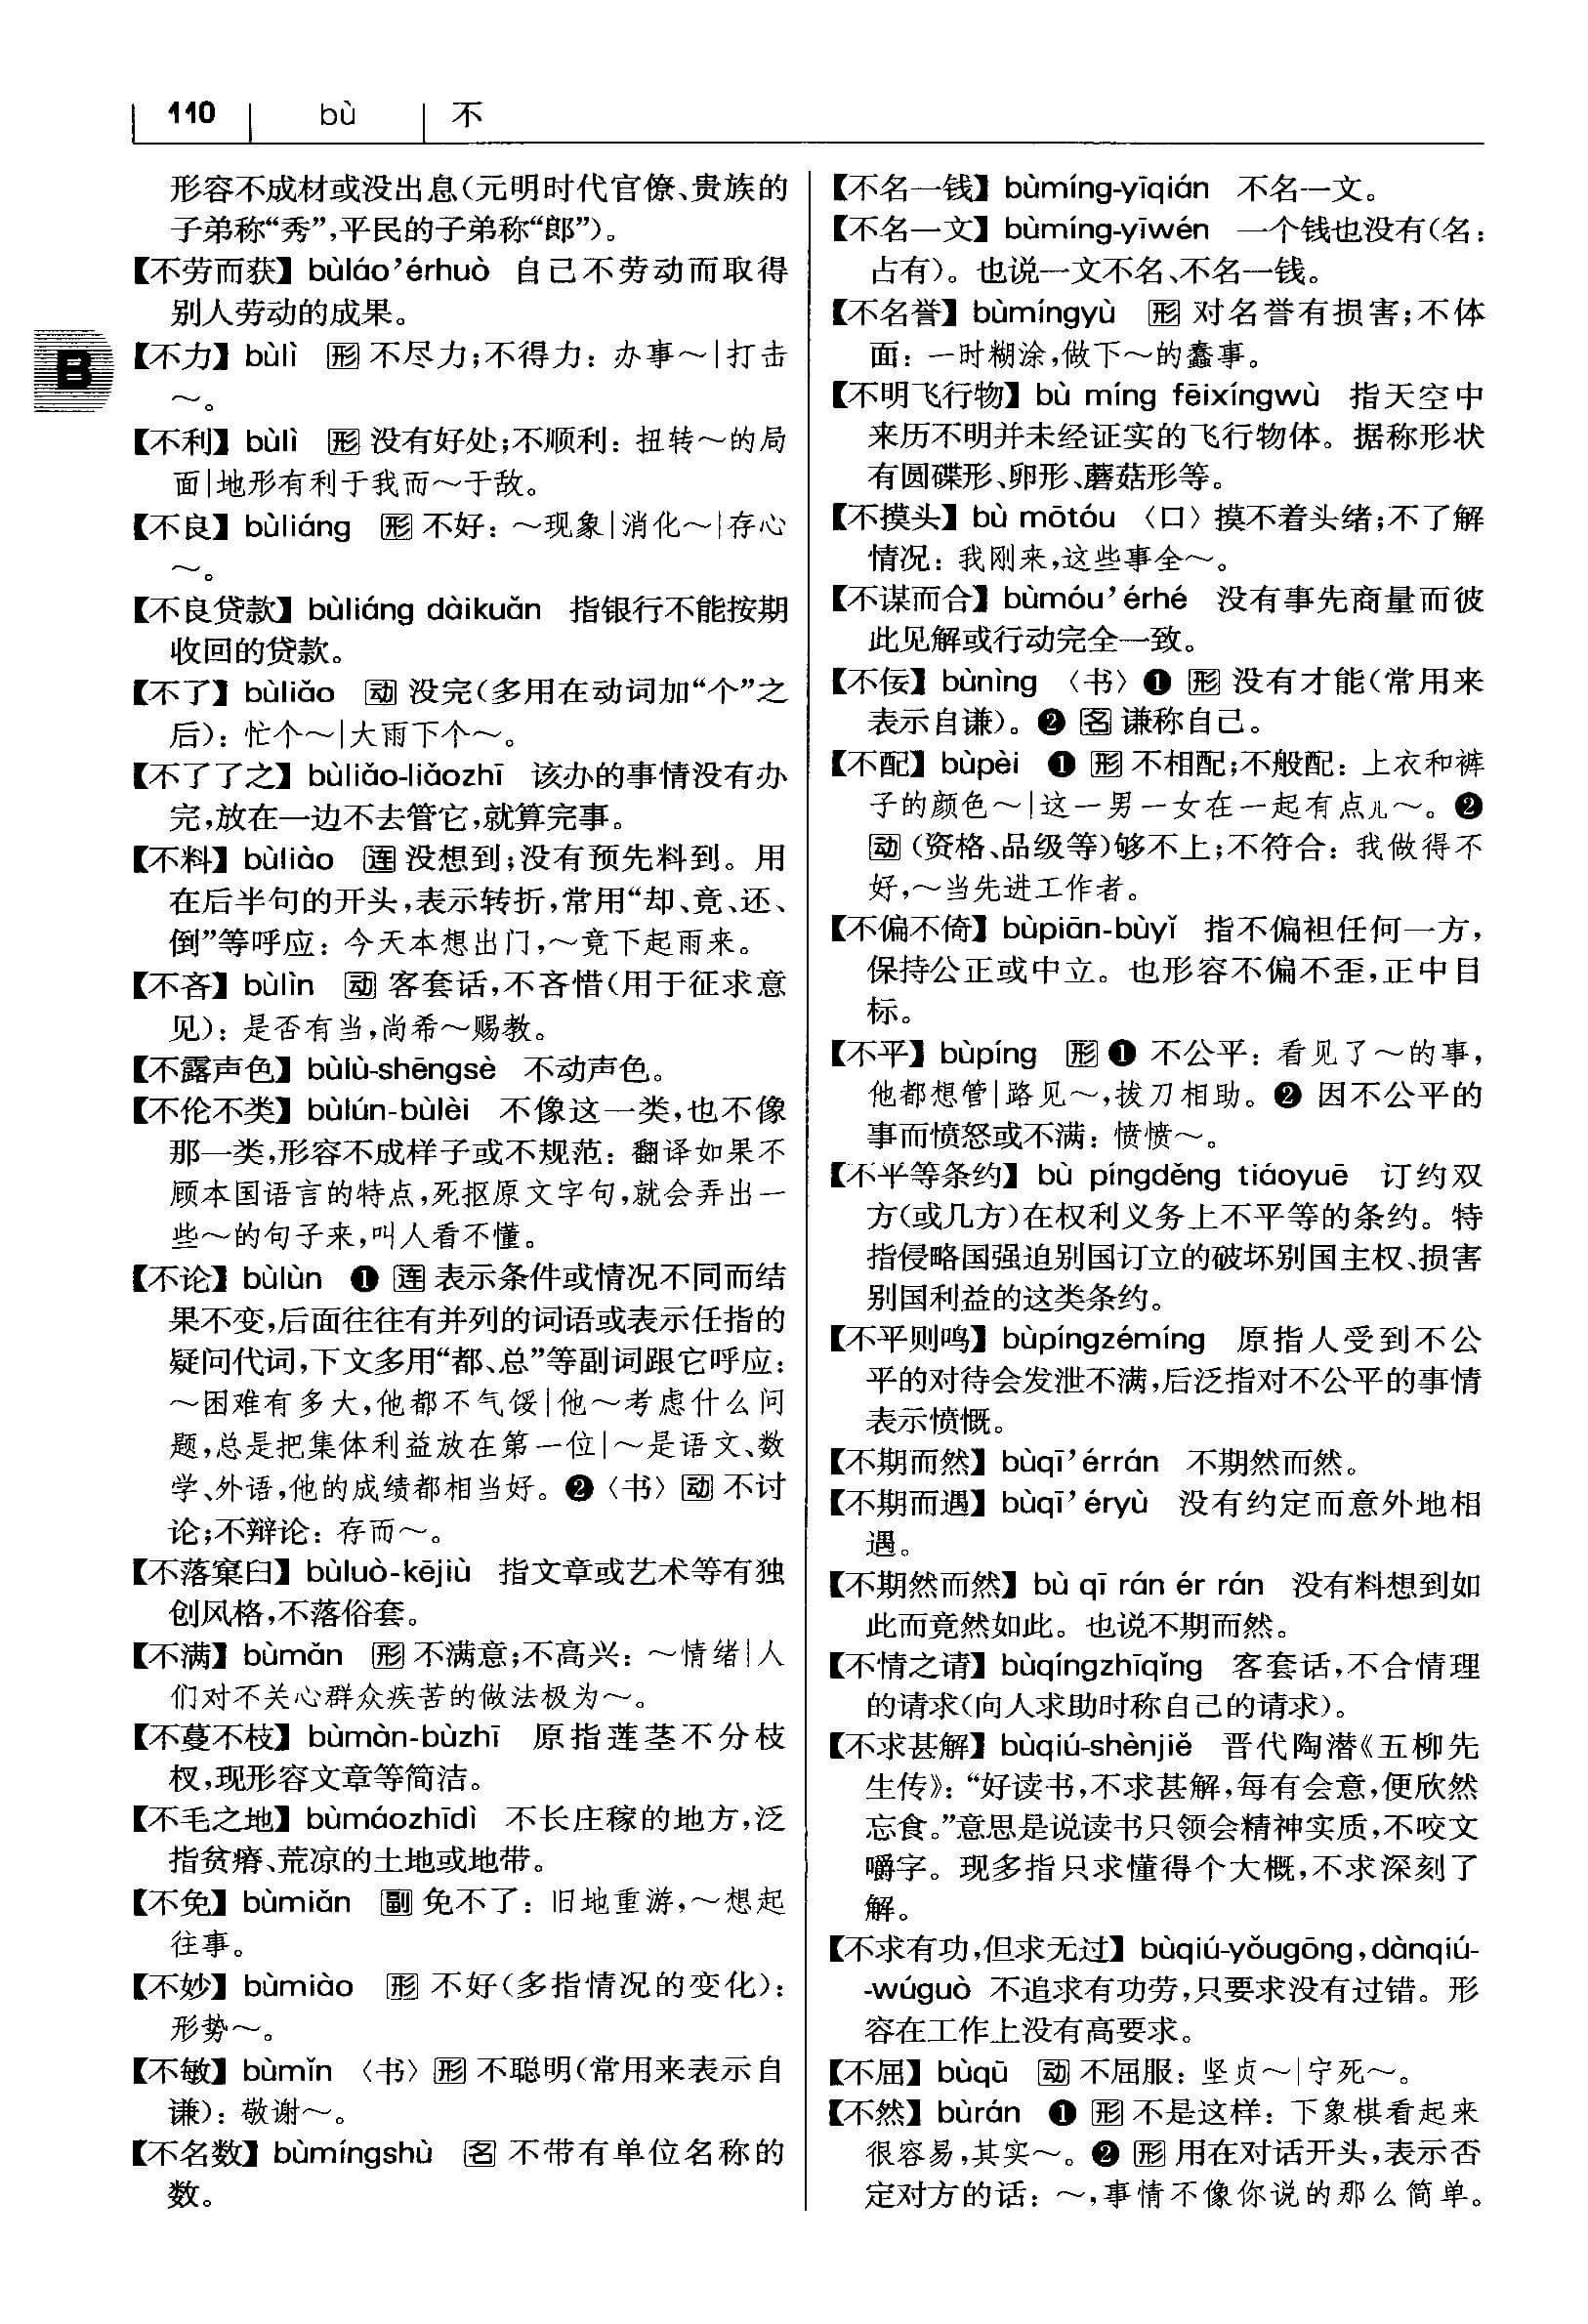 110 bù 不
形容不成材或没出息(元明时代官僚、贵族的
子弟称“秀”,平民的子弟称“郎”)。
【不劳而获】 bùláo’érhuò 自己不劳动而取得
别人劳动的成果。
B
【不力】 bùlì 形 不尽力;不得力: 办事～|打击
～。
【不利】 bùlì 形 没有好处;不顺利: 扭转～的局
面|地形有利于我而～于敌。
【不良】 bùliáng 形 不好: ～现象|消化～|存心
～。
【不良贷款】 bùliáng dàikuǎn 指银行不能按期
收回的贷款。
【不了】 bùliǎo 动 没完(多用在动词加“个”之
后): 忙个～|大雨下个～。
【不了了之】 bùliǎo-liǎozhī 该办的事情没有办
完,放在一边不去管它,就算完事。
【不料】 bùliào 连 没想到;没有预先料到。用
在后半句的开头,表示转折,常用“却、竟、还、
倒”等呼应: 今天本想出门,～竟下起雨来。
【不吝】 bùlìn 动 客套话,不吝惜(用于征求意
见): 是否有当,尚希～赐教。
【不露声色】 bùlù-shēngsè 不动声色。
【不伦不类】 bùlún-bùlèi 不像这一类,也不像
那一类,形容不成样子或不规范: 翻译如果不
顾本国语言的特点,死抠原文字句,就会弄出一
些～的句子来,叫人看不懂。
【不论】 bùlùn ❶ 连 表示条件或情况不同而结
果不变,后面往往有并列的词语或表示任指的
疑问代词,下文多用“都、总”等副词跟它呼应:
～困难有多大,他都不气馁|他～考虑什么问
题,总是把集体利益放在第一位|～是语文、数
学、外语,他的成绩都相当好。❷〈书〉动 不讨
论;不辩论: 存而～。
【不落窠臼】 bùluò-kējiù 指文章或艺术等有独
创风格,不落俗套。
【不满】 bùmǎn 形 不满意;不高兴: ～情绪|人
们对不关心群众疾苦的做法极为～。
【不蔓不枝】 bùmàn-bùzhī 原指莲茎不分枝
杈,现形容文章等简洁。
【不毛之地】 bùmáozhīdì 不长庄稼的地方,泛
指贫瘠、荒凉的土地或地带。
【不免】 bùmiǎn 副 免不了: 旧地重游,～想起
往事。
【不妙】 bùmiào 形 不好(多指情况的变化):
形势～。
【不敏】 bùmǐn 〈书〉形 不聪明(常用来表示自
谦): 敬谢～。
【不名数】 bùmíngshù 名 不带有单位名称的
数。
【不名一钱】 bùmíng-yīqián 不名一文。
【不名一文】 bùmíng-yīwén 一个钱也没有(名:
占有)。也说一文不名、不名一钱。
【不名誉】 bùmíngyù 形 对名誉有损害;不体
面: 一时糊涂,做下～的蠢事。
【不明飞行物】 bù míng fēixíngwù 指天空中
来历不明并未经证实的飞行物体。据称形状
有圆碟形、卵形、蘑菇形等。
【不摸头】 bù mōtóu 〈口〉摸不着头绪;不了解
情况: 我刚来,这些事全～。
【不谋而合】 bùmóu’érhé 没有事先商量而彼
此见解或行动完全一致。
【不佞】 bùnìng 〈书〉❶ 形 没有才能(常用来
表示自谦)。❷ 名 谦称自己。
【不配】 bùpèi ❶ 形 不相配;不般配: 上衣和裤
子的颜色～|这一男一女在一起有点儿～。❷
动 (资格、品级等)够不上;不符合: 我做得不
好,～当先进工作者。
【不偏不倚】 bùpiān-bùyǐ 指不偏袒任何一方,
保持公正或中立。也形容不偏不歪,正中目
标。
【不平】 bùpíng 形 ❶ 不公平: 看见了～的事,
他都想管|路见～,拔刀相助。❷ 因不公平的
事而愤怒或不满: 愤愤～。
【不平等条约】 bù píngděng tiáoyuē 订约双
方(或几方)在权利义务上不平等的条约。特
指侵略国强迫别国订立的破坏别国主权、损害
别国利益的这类条约。
【不平则鸣】 bùpíngzémíng 原指人受到不公
平的对待会发泄不满,后泛指对不公平的事情
表示愤慨。
【不期而然】 bùqī’érrán 不期然而然。
【不期而遇】 bùqī’éryù 没有约定而意外地相
遇。
【不期然而然】 bù qī rán ér rán 没有料想到如
此而竟然如此。也说不期而然。
【不情之请】 bùqíngzhīqǐng 客套话,不合情理
的请求(向人求助时称自己的请求)。
【不求甚解】 bùqiú-shènjiě 晋代陶潜《五柳先
生传》: “好读书,不求甚解,每有会意,便欣然
忘食。”意思是说读书只领会精神实质,不咬文
嚼字。现多指只求懂得个大概,不求深刻了
解。
【不求有功,但求无过】 bùqiú-yǒugōng, dànqiú-
-wúguò 不追求有功劳,只要求没有过错。形
容在工作上没有高要求。
【不屈】 bùqū 动 不屈服: 坚贞～|宁死～。
【不然】 bùrán ❶ 形 不是这样: 下象棋看起来
很容易,其实～。❷ 形 用在对话开头,表示否
定对方的话: ～,事情不像你说的那么简单。